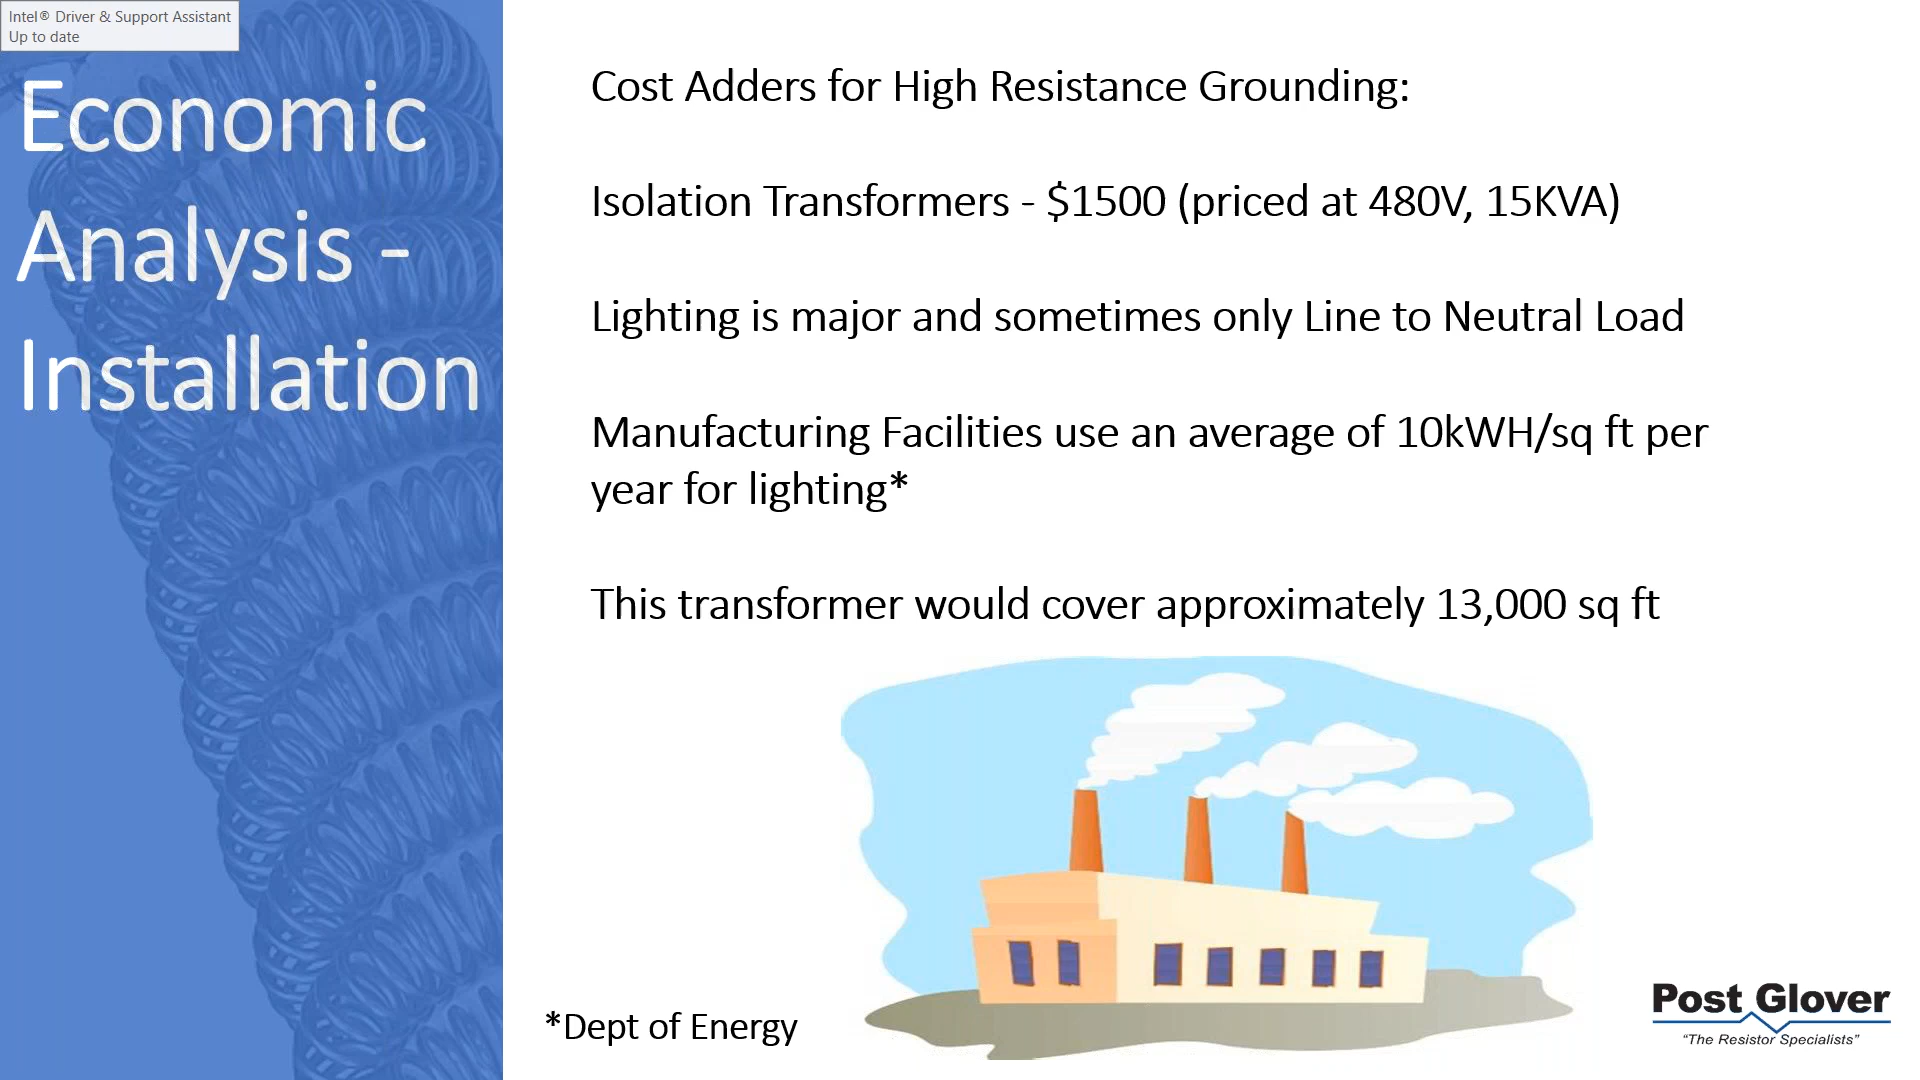 Intel® Driver & Support Assistant
Up to date
Economic
Analysis -
Installation
Cost Adders for High Resistance Grounding:
Isolation Transformers - $1500 (priced at 480V, 15KVA)
Lighting is major and sometimes only Line to Neutral Load
Manufacturing Facilities use an average of 10kWH/sq ft per
year for lighting*
This transformer would cover approximately 13,000 sq ft
*Dept of Energy
Post Glover
“The Resistor Specialists”